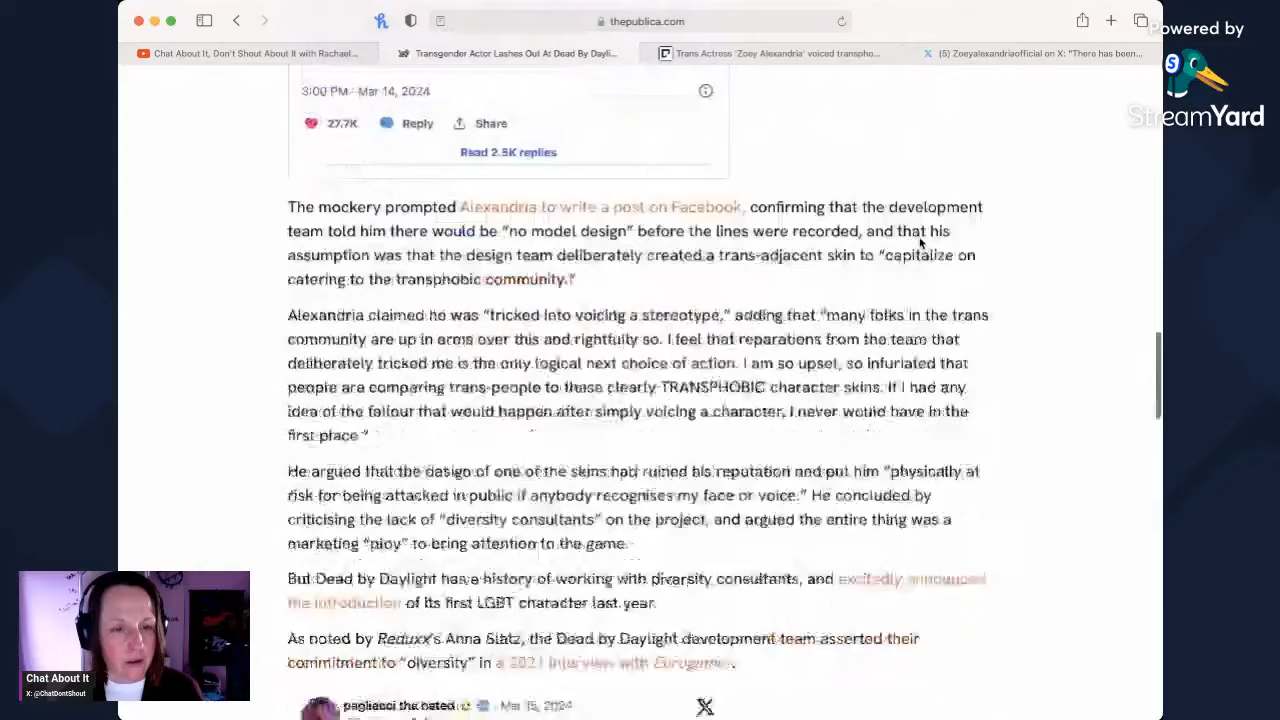 thepublica.com
Powered by
Chat About It, Don't Shout About It with Rachael...
Transgender Actor Lashes Out At Dead By Dayli...
Trans Actress 'Zoey Alexandria' voiced transpho...
(5) Zoeyalexandriaofficial on X: "There has been...
StreamYard
3:00 PM · Mar 14, 2024
27.7K Reply Share
Read 2.5K replies
The mockery prompted Alexandria to write a post on Facebook, confirming that the development
team told him there would be “no model design” before the lines were recorded, and that his
assumption was that the design team deliberately created a trans-adjacent skin to “capitalize on
catering to the transphobic community.”
Alexandria claimed he was “tricked into voicing a stereotype,” adding that “many folks in the trans
community are up in arms over this and rightfully so. I feel that reparations from the team that
deliberately tricked me is the only logical next choice of action. I am so upset, so infuriated that
people are comparing trans people to these clearly TRANSPHOBIC character skins. If I had any
idea of the fallout that would happen after simply voicing a character, I never would have in the
first place”
He argued that the design of one of the skins had ruined his reputation and put him “physically at
risk for being attacked in public if anybody recognises my face or voice.” He concluded by
criticising the lack of “diversity consultants” on the project, and argued the entire thing was a
marketing “ploy” to bring attention to the game.
But Dead by Daylight has a history of working with diversity consultants, and excitedly announced
the introduction of its first LGBT character last year.
As noted by Reduxx's Anna Slatz, the Dead by Daylight development team asserted their
commitment to “diversity” in a 2021 interview with Eurogamer.
pagliacci the hated Mar 15, 2024
Chat About It
X: @ChatDontShout